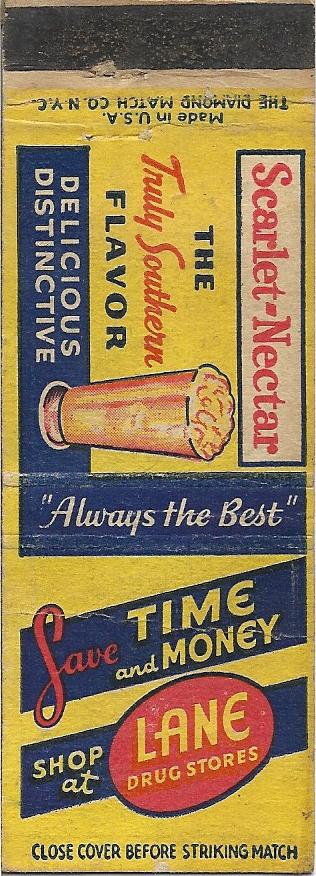 Made in U.S.A.
THE DIAMOND MATCH CO. N.Y.C.
Scarlet-Nectar
THE
Truly Southern
FLAVOR
DELICIOUS
DISTINCTIVE
"Always the Best"
Save TIME
and MONEY
SHOP
at
LANE
DRUG STORES
CLOSE COVER BEFORE STRIKING MATCH